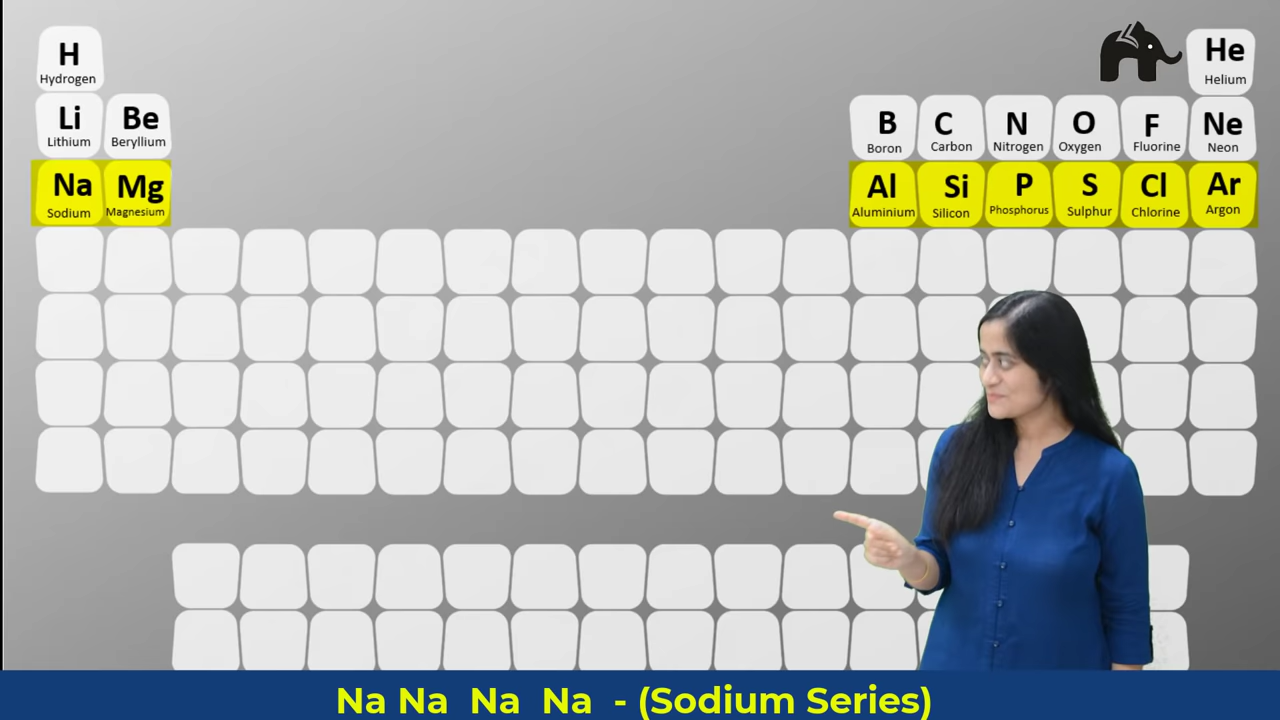 H
Hydrogen
He
Helium
Li
Lithium
Be
Beryllium
B
Boron
C
Carbon
N
Nitrogen
O
Oxygen
F
Fluorine
Ne
Neon
Na
Sodium
Mg
Magnesium
Al
Aluminium
Si
Silicon
P
Phosphorus
S
Sulphur
Cl
Chlorine
Ar
Argon
Na Na Na Na - (Sodium Series)